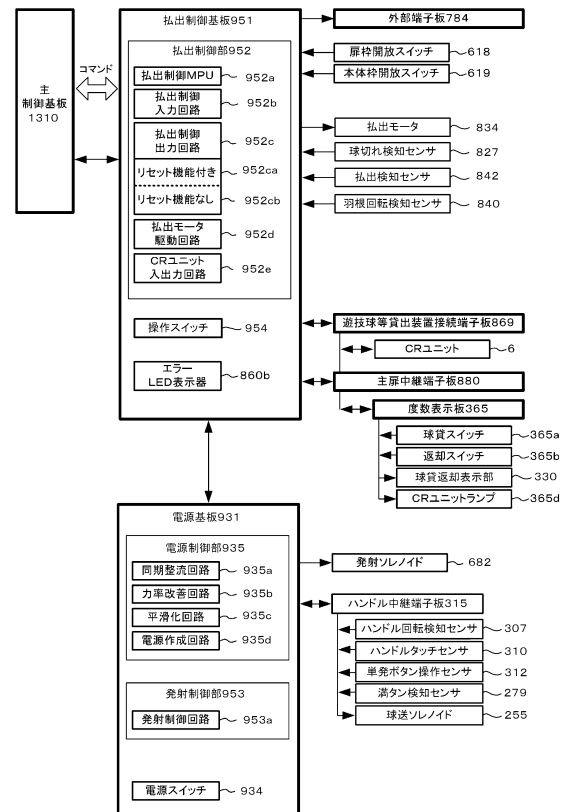 払出制御基板951
外部端子板784
払出制御部952
扉枠開放スイッチ
618
本体枠開放スイッチ
619
主
制御基板
1310
コマンド
払出制御MPU
952a
払出制御
入力回路
952b
払出制御
出力回路
952c
リセット機能付き
952ca
リセット機能なし
952cb
払出モータ
駆動回路
952d
CRユニット
入出力回路
952e
払出モータ
834
球切れ検知センサ
827
払出検知センサ
842
羽根回転検知センサ
840
操作スイッチ
954
エラー
LED表示器
860b
遊技球等貸出装置接続端子板869
CRユニット
6
主扉中継端子板880
度数表示板365
球貸スイッチ
365a
返却スイッチ
365b
球貸返却表示部
330
CRユニットランプ
365d
電源基板931
電源制御部935
同期整流回路
935a
力率改善回路
935b
平滑化回路
935c
電源作成回路
935d
発射ソレノイド
682
ハンドル中継端子板315
ハンドル回転検知センサ
307
ハンドルタッチセンサ
310
単発ボタン操作センサ
312
満タン検知センサ
279
球送ソレノイド
255
発射制御部953
発射制御回路
953a
電源スイッチ
934